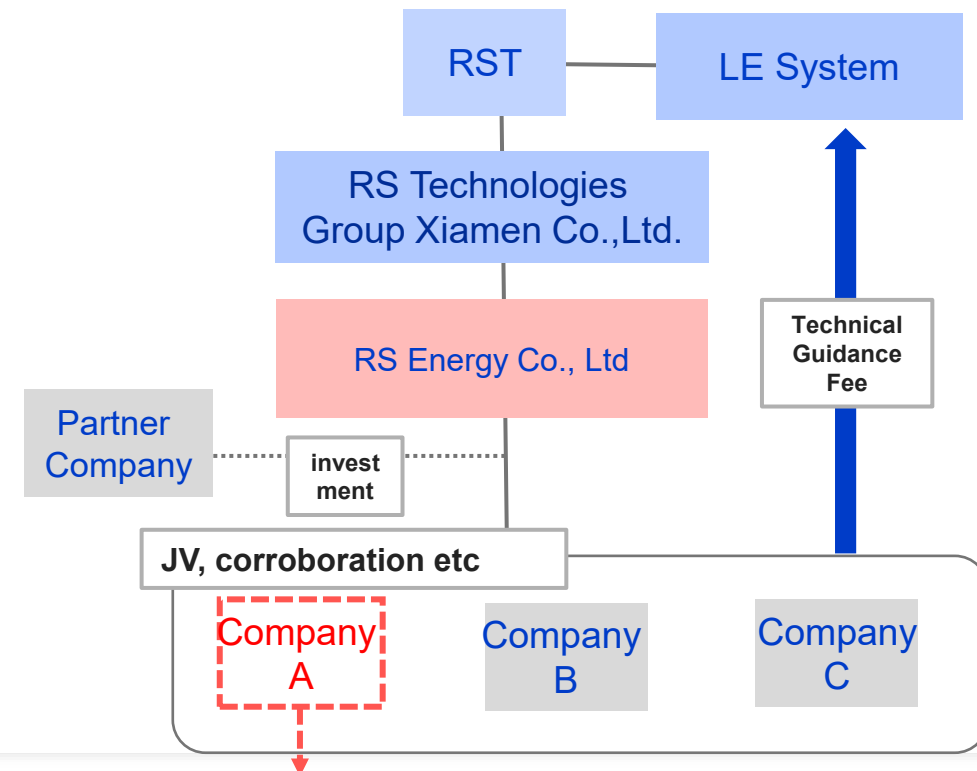 RST
LE System
RS Technologies
Group Xiamen Co.,Ltd.
RS Energy Co., Ltd
Technical
Guidance
Fee
Partner
Company
invest
ment
JV, corroboration etc
Company
A
Company
B
Company
C